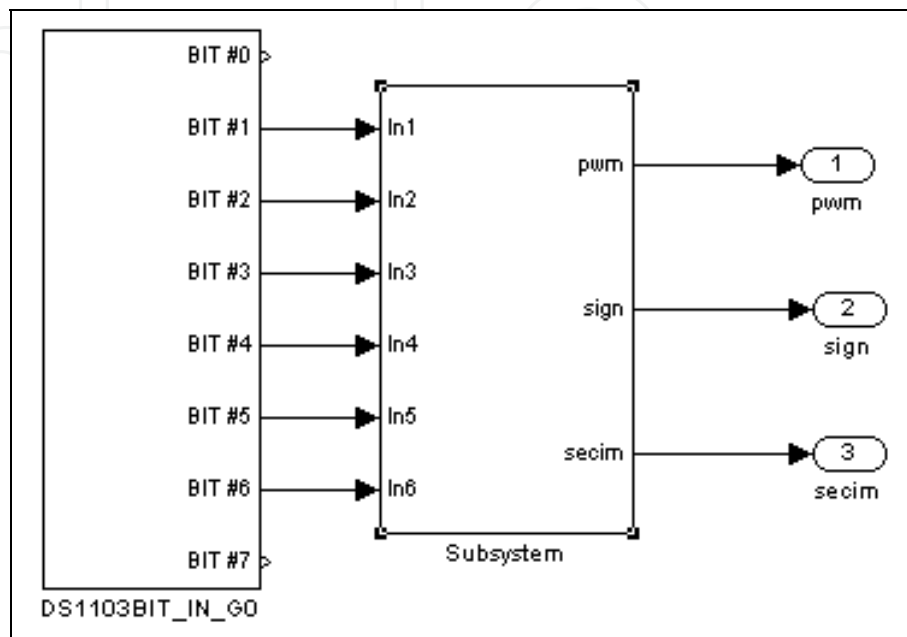 BIT #0
BIT #1
BIT #2
BIT #3
BIT #4
BIT #5
BIT #6
BIT #7
DS1103BIT_IN_G0
In1
In2
In3
In4
In5
In6
pwm
sign
secim
Subsystem
1
pwm
2
sign
3
secim